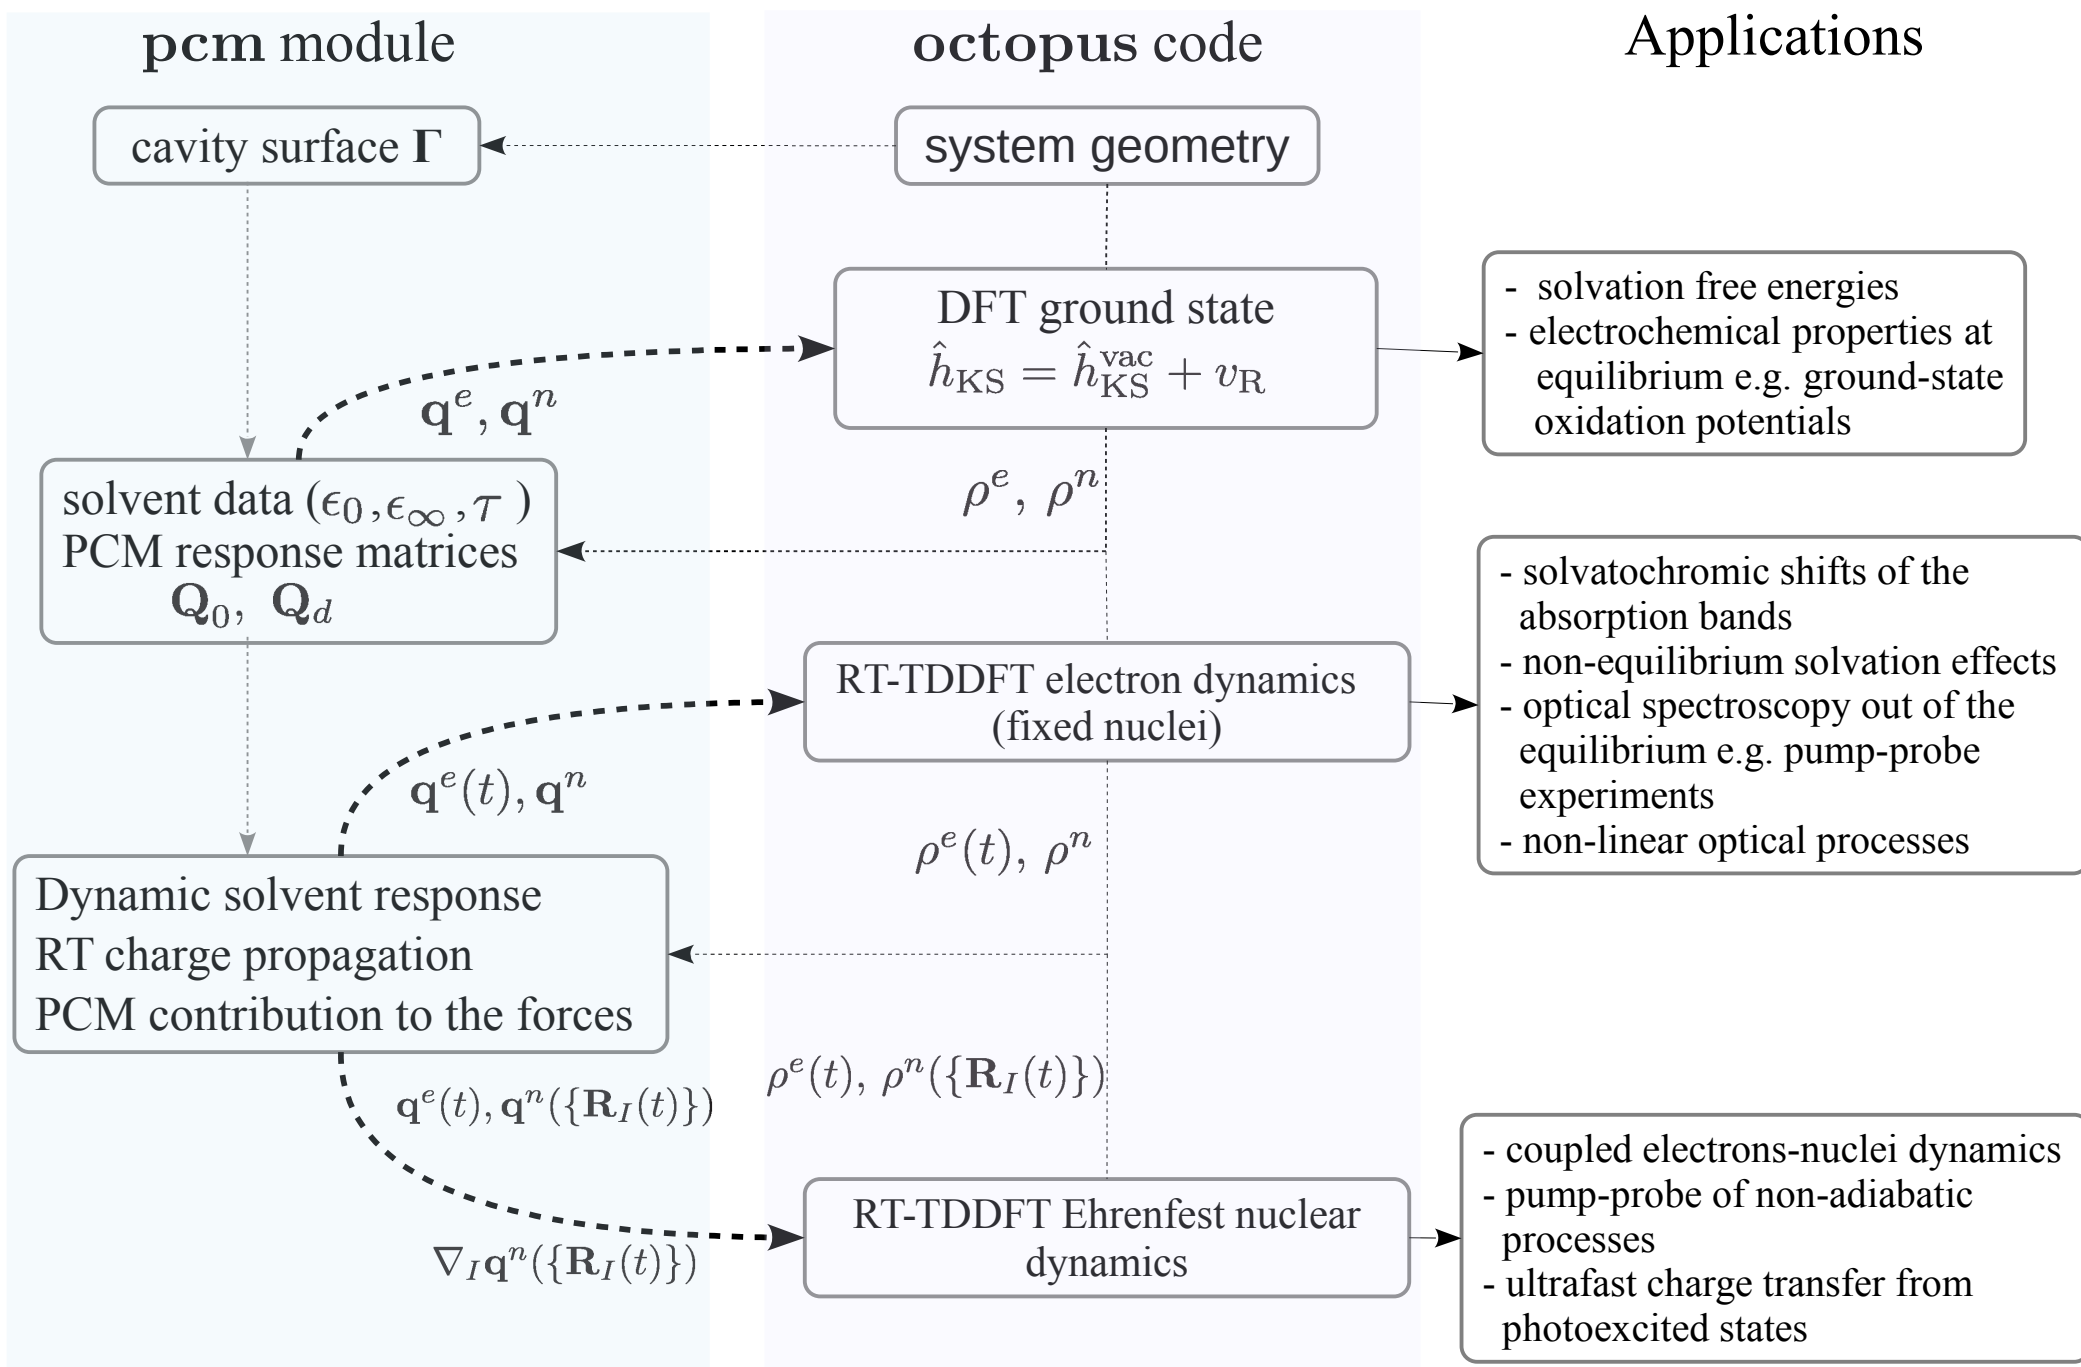 pcm module
octopus code
Applications
cavity surface Γ
system geometry
DFT ground state
ĥ_KS = ĥ_KS^vac + v_R
- solvation free energies
- electrochemical properties at
equilibrium e.g. ground-state
oxidation potentials
q^e, q^n
ρ^e, ρ^n
solvent data (ϵ_0, ϵ_∞, τ )
PCM response matrices
Q_0, Q_d
- solvatochromic shifts of the
absorption bands
- non-equilibrium solvation effects
- optical spectroscopy out of the
equilibrium e.g. pump-probe
experiments
- non-linear optical processes
RT-TDDFT electron dynamics
(fixed nuclei)
q^e(t), q^n
ρ^e(t), ρ^n
Dynamic solvent response
RT charge propagation
PCM contribution to the forces
q^e(t), q^n({R_I(t)})
ρ^e(t), ρ^n({R_I(t)})
∇_I q^n({R_I(t)})
RT-TDDFT Ehrenfest nuclear
dynamics
- coupled electrons-nuclei dynamics
- pump-probe of non-adiabatic
processes
- ultrafast charge transfer from
photoexcited states